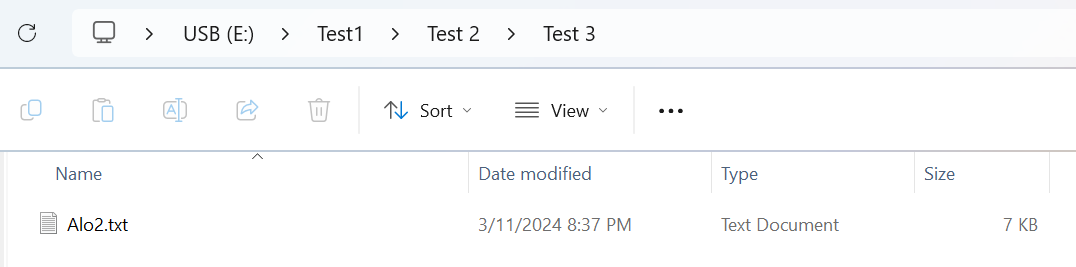 USB (E:) Test1 Test 2 Test 3
Sort View
Name Date modified Type Size
Alo2.txt 3/11/2024 8:37 PM Text Document 7 KB